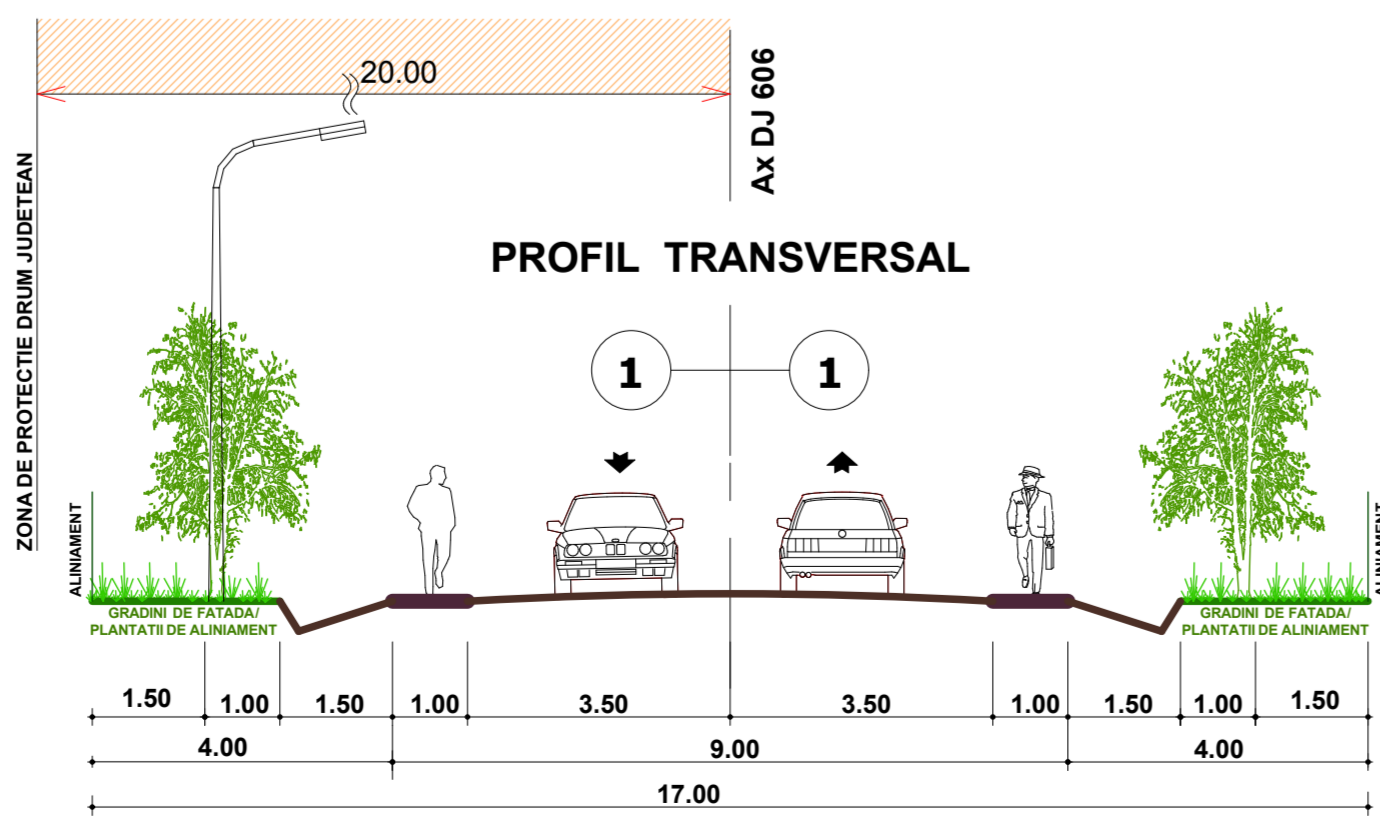 20.00
Ax DJ 606
ZONA DE PROTECTIE DRUM JUDETEAN
PROFIL TRANSVERSAL
1 1
ALINIAMENT
ALINIAMENT
GRADINI DE FATADA/
PLANTATII DE ALINIAMENT
GRADINI DE FATADA/
PLANTATII DE ALINIAMENT
1.50 1.00 1.50 1.00 3.50 3.50 1.00 1.50 1.00 1.50
4.00 9.00 4.00
17.00